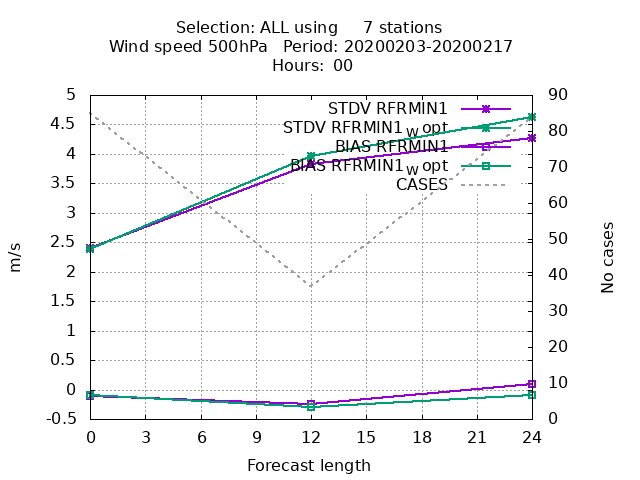 Selection: ALL using     7 stations
Wind speed 500hPa   Period: 20200203-20200217
Hours:  00
STDV RFRMIN1
STDV RFRMIN1w opt
BIAS RFRMIN1
BIAS RFRMIN1w opt
CASES
5
4.5
4
3.5
3
2.5
2
1.5
1
0.5
0
-0.5
m/s
90
80
70
60
50
40
30
20
10
0
No cases
0 3 6 9 12 15 18 21 24
Forecast length